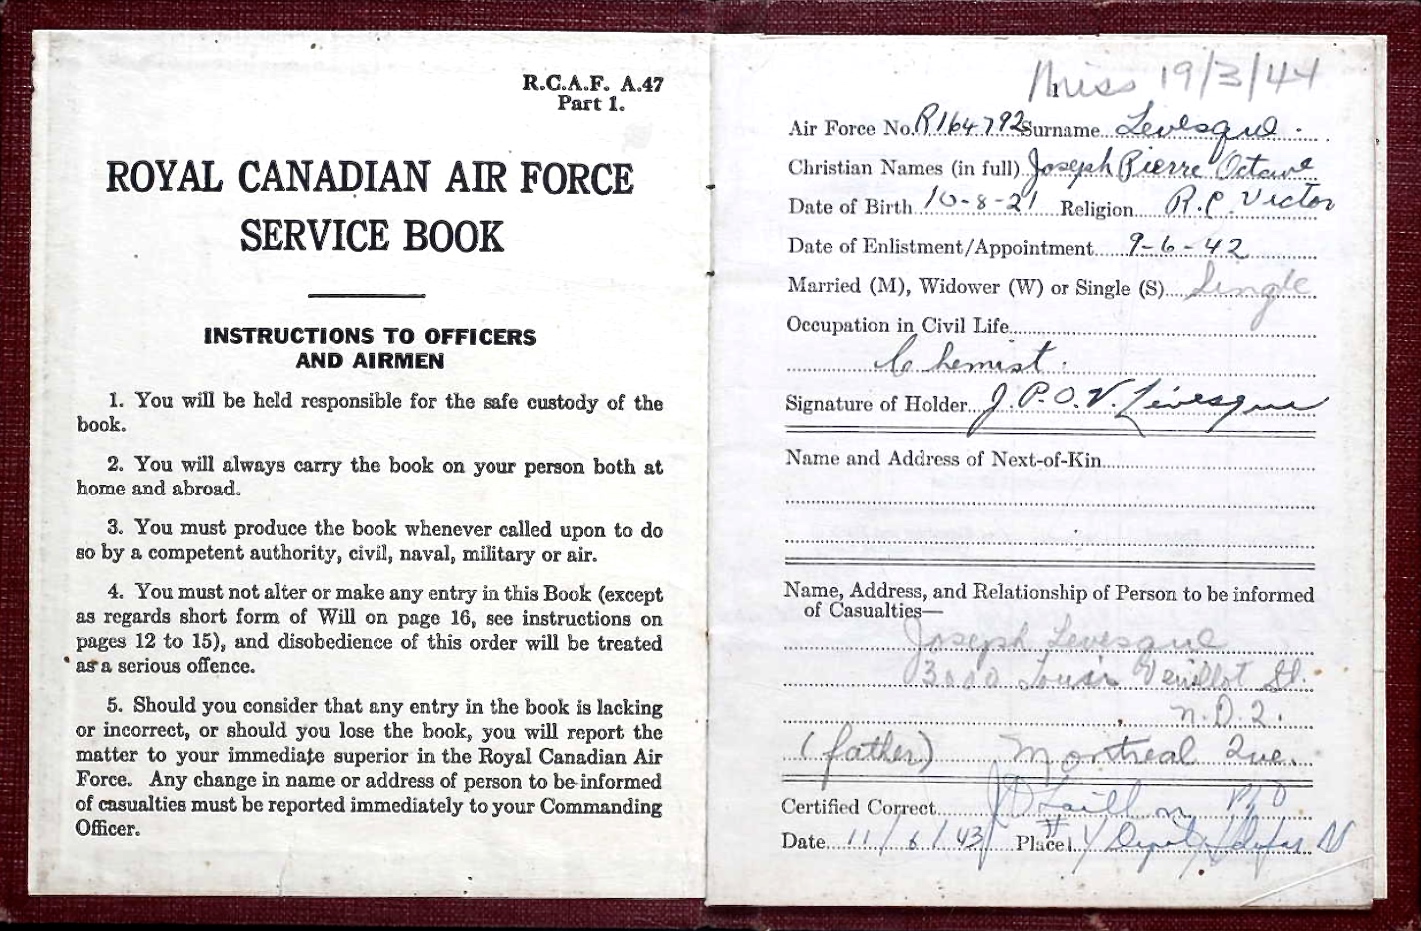 R.C.A.F. A.47
Part 1.
ROYAL CANADIAN AIR FORCE
SERVICE BOOK
INSTRUCTIONS TO OFFICERS
AND AIRMEN
1. You will be held responsible for the safe custody of the
book.
2. You will always carry the book on your person both at
home and abroad.
3. You must produce the book whenever called upon to do
so by a competent authority, civil, naval, military or air.
4. You must not alter or make any entry in this Book (except
as regards short form of Will on page 16, see instructions on
pages 12 to 15), and disobedience of this order will be treated
as a serious offence.
5. Should you consider that any entry in the book is lacking
or incorrect, or should you lose the book, you will report the
matter to your immediate superior in the Royal Canadian Air
Force. Any change in name or address of person to be informed
of casualties must be reported immediately to your Commanding
Officer.
Miss 19/3/44
1
Air Force No. R164792 Surname Levesque.
Christian Names (in full) Joseph Pierre Octave
Date of Birth 10-8-21 Religion R.C. Victor
Date of Enlistment/Appointment 9-6-42
Married (M), Widower (W) or Single (S) Single
Occupation in Civil Life
Chemist.
Signature of Holder J.P.O.V. Lévesque
Name and Address of Next-of-Kin
Name, Address, and Relationship of Person to be informed
of Casualties—
Joseph Levesque
Louis Veuillot St.
(father) Montreal Que.
Certified Correct
Date 11/6/43 Place